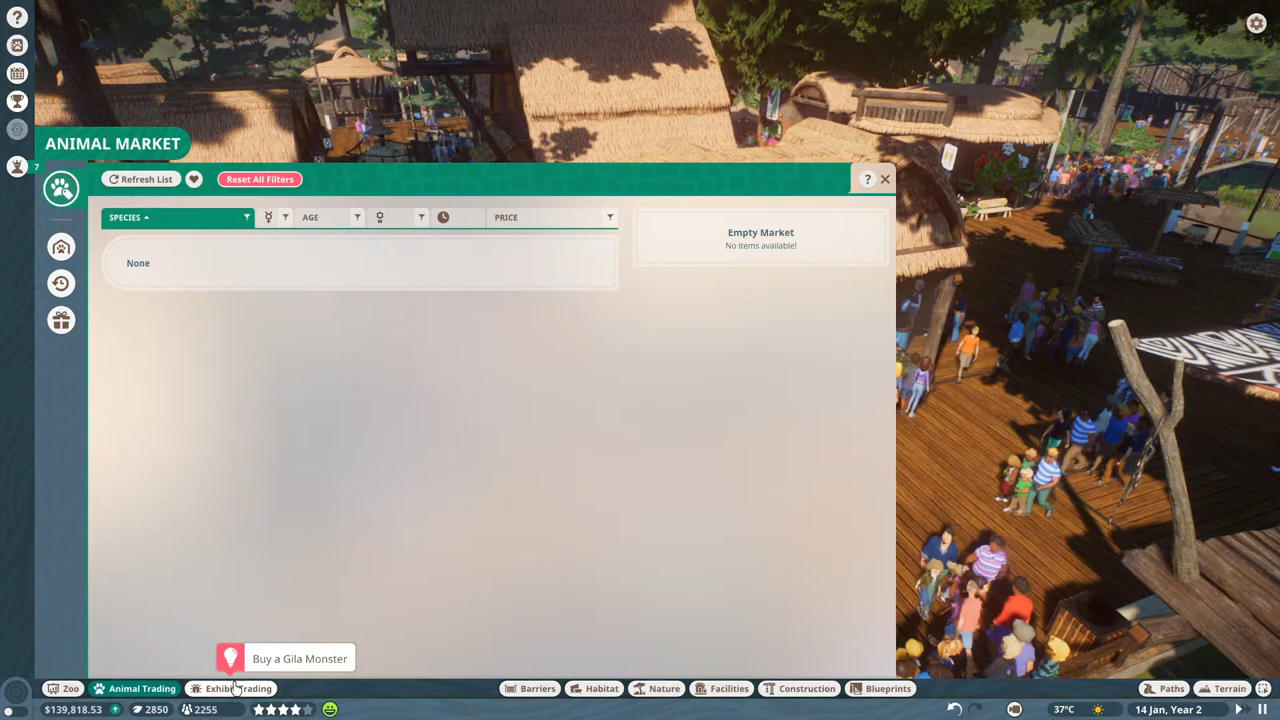 ANIMAL MARKET
7
Refresh List
Reset All Filters
?
SPECIES
AGE
PRICE
None
Empty Market
No items available!
Buy a Gila Monster
Zoo
Animal Trading
Exhibit Trading
Barriers
Habitat
Nature
Facilities
Construction
Blueprints
Paths
Terrain
$139,818.53
2850
2255
37°C
14 Jan, Year 2